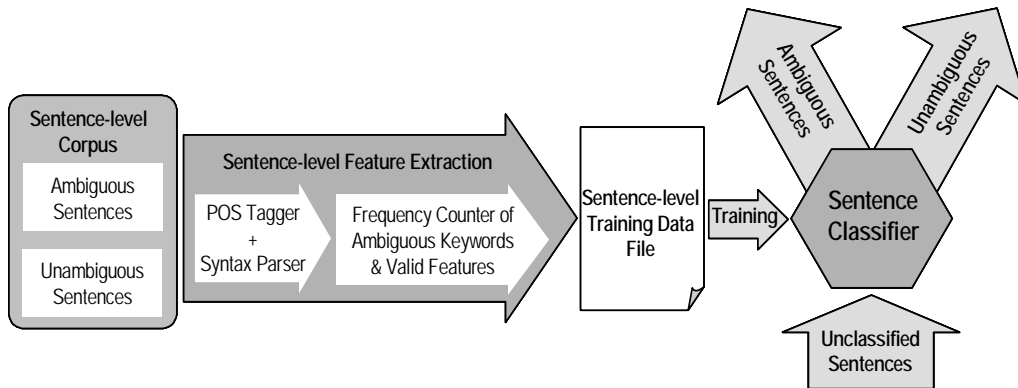 Sentence-level
Corpus
Ambiguous
Sentences
Unambiguous
Sentences
Sentence-level Feature Extraction
POS Tagger
+
Syntax Parser
Frequency Counter of
Ambiguous Keywords
& Valid Features
Sentence-level
Training Data
File
Training
Sentence
Classifier
Ambiguous
Sentences
Unambiguous
Sentences
Unclassified
Sentences